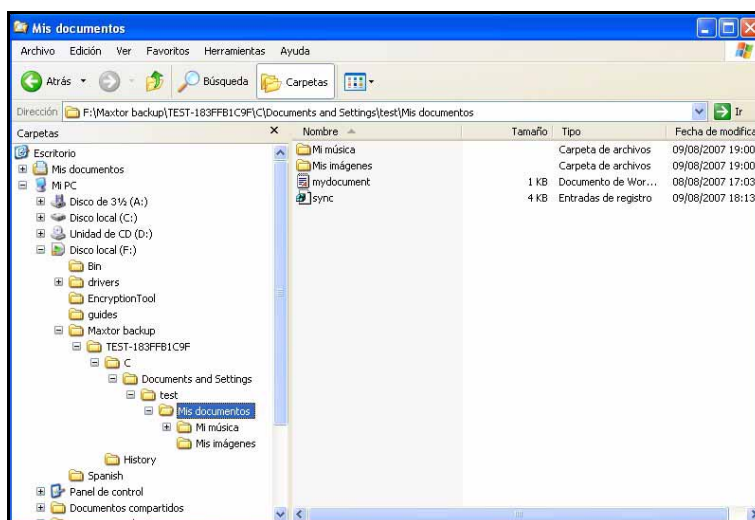 Mis documentos
Archivo Edición Ver Favoritos Herramientas Ayuda
Atrás Búsqueda Carpetas
Dirección F:\Maxtor backup\TEST-183FFB1C9F\C\Documents and Settings\test\Mis documentos Ir
Carpetas
Escritorio
Mis documentos
Mi PC
Disco de 3½ (A:)
Disco local (C:)
Unidad de CD (D:)
Disco local (F:)
Bin
drivers
EncryptionTool
guides
Maxtor backup
TEST-183FFB1C9F
C
Documents and Settings
test
Mis documentos
Mi música
Mis imágenes
History
Spanish
Panel de control
Documentos compartidos
Nombre Tamaño Tipo Fecha de modifica
Mi música Carpeta de archivos 09/08/2007 19:00
Mis imágenes Carpeta de archivos 09/08/2007 19:00
mydocument 1 KB Documento de Wor... 08/08/2007 17:03
sync 4 KB Entradas de registro 09/08/2007 18:13